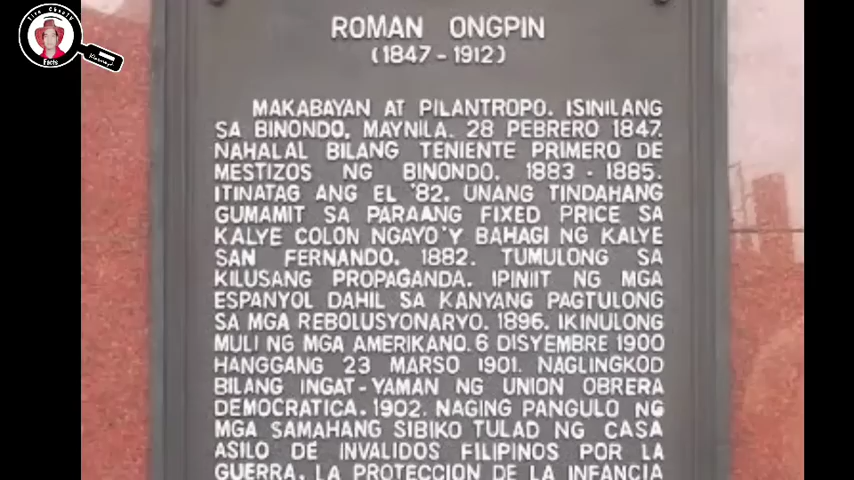 Tito ChesTV
Facts
ROMAN ONGPIN
(1847-1912)
MAKABAYAN AT PILANTROPO. ISINILANG
SA BINONDO, MAYNILA. 28 PEBRERO 1847.
NAHALAL BILANG TENIENTE PRIMERO DE
MESTIZOS NG BINONDO. 1883 - 1885.
ITINATAG ANG EL '82. UNANG TINDAHANG
GUMAMIT SA PARAANG FIXED PRICE SA
KALYE COLON NGAYO'Y BAHAGI NG KALYE
SAN FERNANDO. 1882. TUMULONG SA
KILUSANG PROPAGANDA. IPINIIT NG MGA
ESPANYOL DAHIL SA KANYANG PAGTULONG
SA MGA REBOLUSYONARYO. 1896. IKINULONG
MULI NG MGA AMERIKANO. 6 DISYEMBRE 1900
HANGGANG 23 MARSO 1901. NAGLINGKOD
BILANG INGAT-YAMAN NG UNION OBRERA
DEMOCRATICA. 1902. NAGING PANGULO NG
MGA SAMAHANG SIBIKO TULAD NG CASA
ASILO DE INVALIDOS FILIPINOS POR LA
GUERRA. LA PROTECCION DE LA INFANCIA